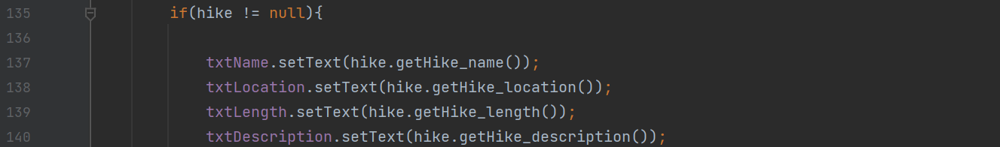 135 if(hike != null){
136
137 txtName.setText(hike.getHike_name());
138 txtLocation.setText(hike.getHike_location());
139 txtLength.setText(hike.getHike_length());
140 txtDescription.setText(hike.getHike_description());